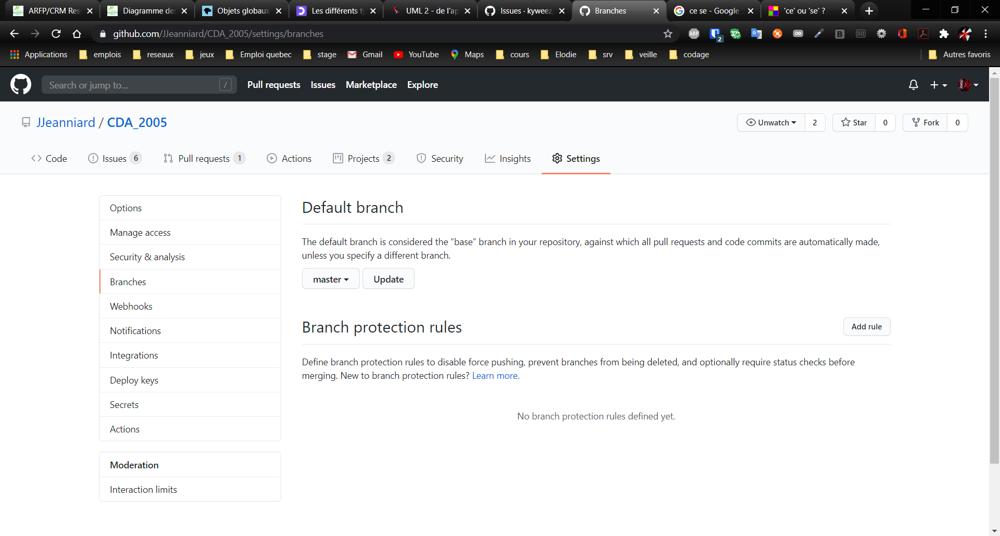 ARFP/CRM Res
Diagramme de
Objets globaux
Les différents ty
UML 2 - de l'ap
Issues · kyweez
Branches
ce se - Google
'ce' ou 'se' ?
github.com/JJeanniard/CDA_2005/settings/branches
ABP
2
Applications
emplois
reseaux
jeux
Emploi quebec
stage
Gmail
YouTube
Maps
cours
Elodie
srv
veille
codage
Autres favoris
Search or jump to...
/
Pull requests
Issues
Marketplace
Explore
JJeanniard / CDA_2005
Unwatch 2
Star 0
Fork 0
Code
Issues 6
Pull requests 1
Actions
Projects 2
Security
Insights
Settings
Options
Manage access
Security & analysis
Branches
Webhooks
Notifications
Integrations
Deploy keys
Secrets
Actions
Moderation
Interaction limits
Default branch
The default branch is considered the “base” branch in your repository, against which all pull requests and code commits are automatically made,
unless you specify a different branch.
master
Update
Branch protection rules
Add rule
Define branch protection rules to disable force pushing, prevent branches from being deleted, and optionally require status checks before
merging. New to branch protection rules? Learn more.
No branch protection rules defined yet.